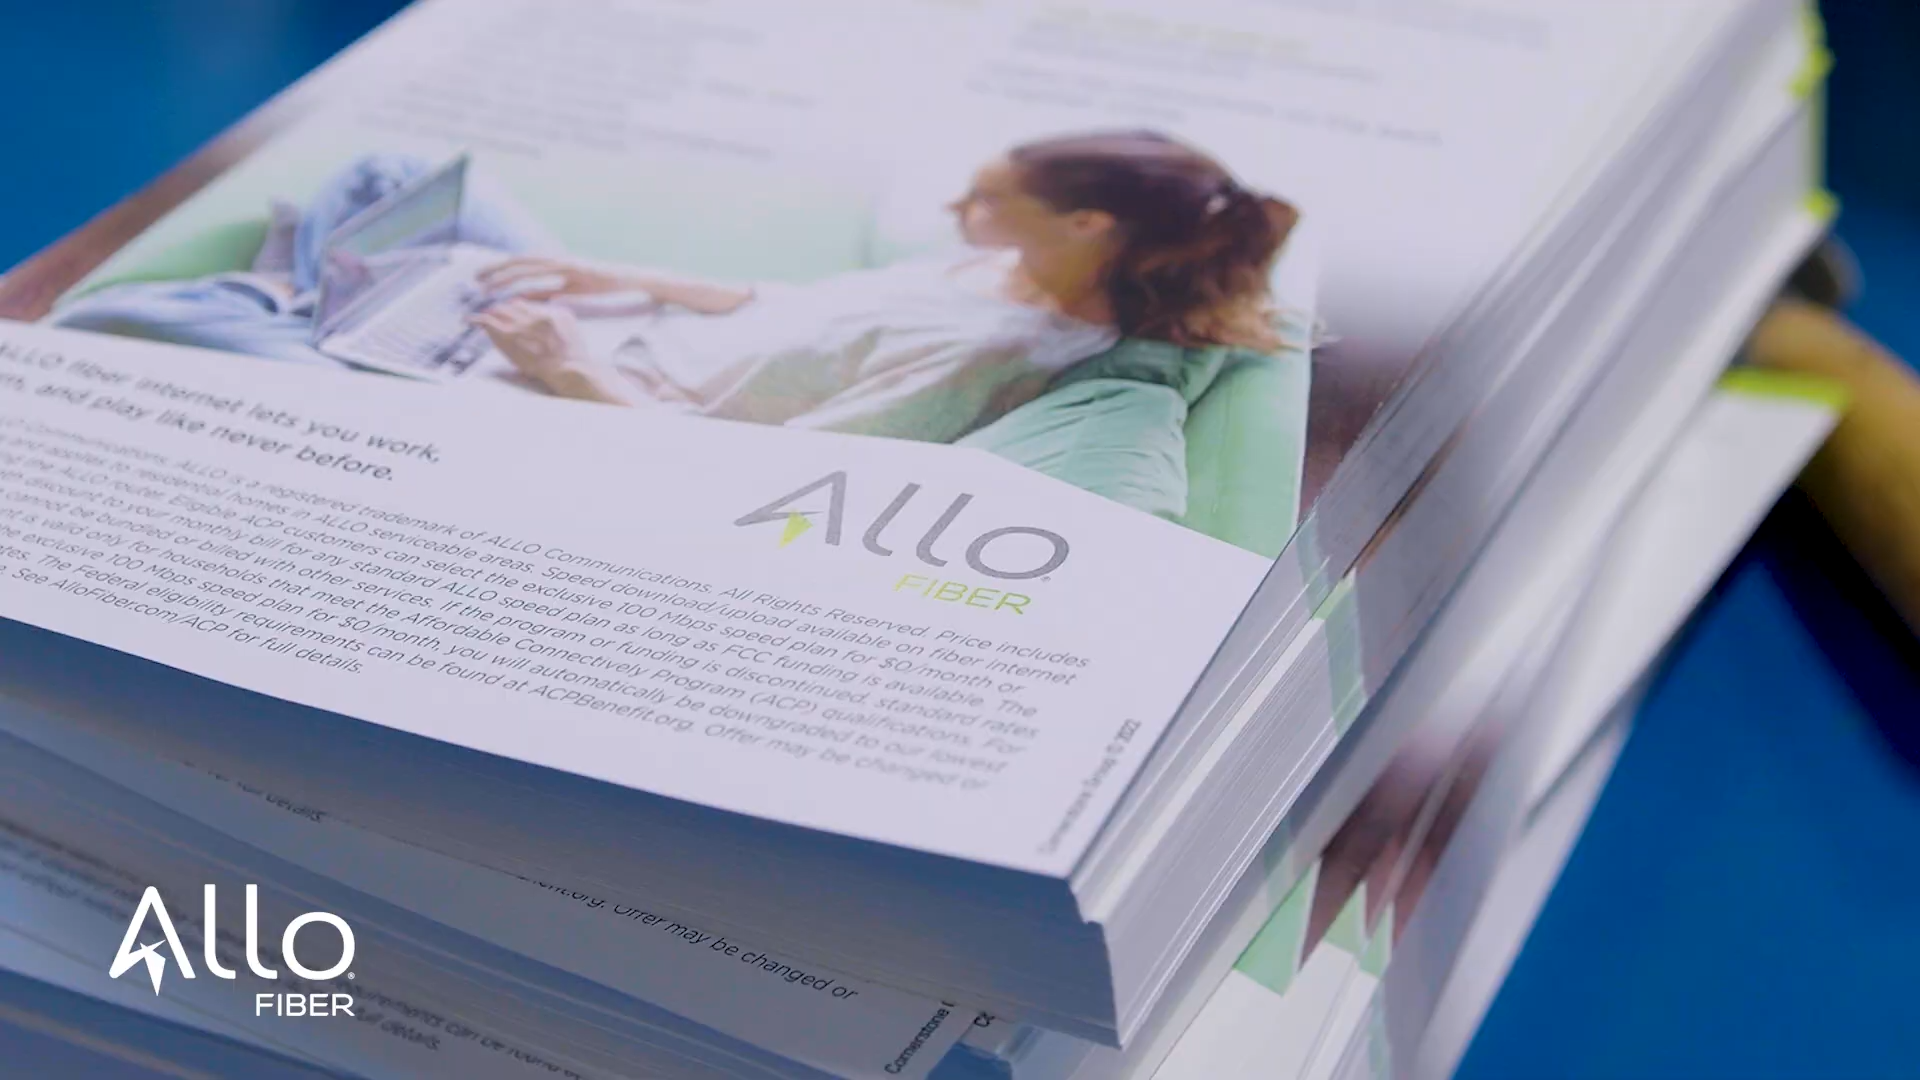 ALLO fiber internet lets you work,
and play like never before.
Communications. ALLO is a registered trademark of ALLO Communications. All Rights Reserved. Price includes
and applies to residential homes in ALLO serviceable areas. Speed download/upload available on fiber internet
the ALLO router. Eligible ACP customers can select the exclusive 100 Mbps speed plan for $0/month or
discount to your monthly bill for any standard ALLO speed plan as long as FCC funding is available. The
cannot be bundled or billed with other services. If the program or funding is discontinued, standard rates
is valid only for households that meet the Affordable Connectively Program (ACP) qualifications. For
exclusive 100 Mbps speed plan for $0/month, you will automatically be downgraded to our lowest
The Federal eligibility requirements can be found at ACPBenefit.org. Offer may be changed or
See AlloFiber.com/ACP for full details.
ALLO
FIBER
Cornerstone Group © 2022
details.
Offer may be changed or
Cornerstone
full details.
ALLO
FIBER